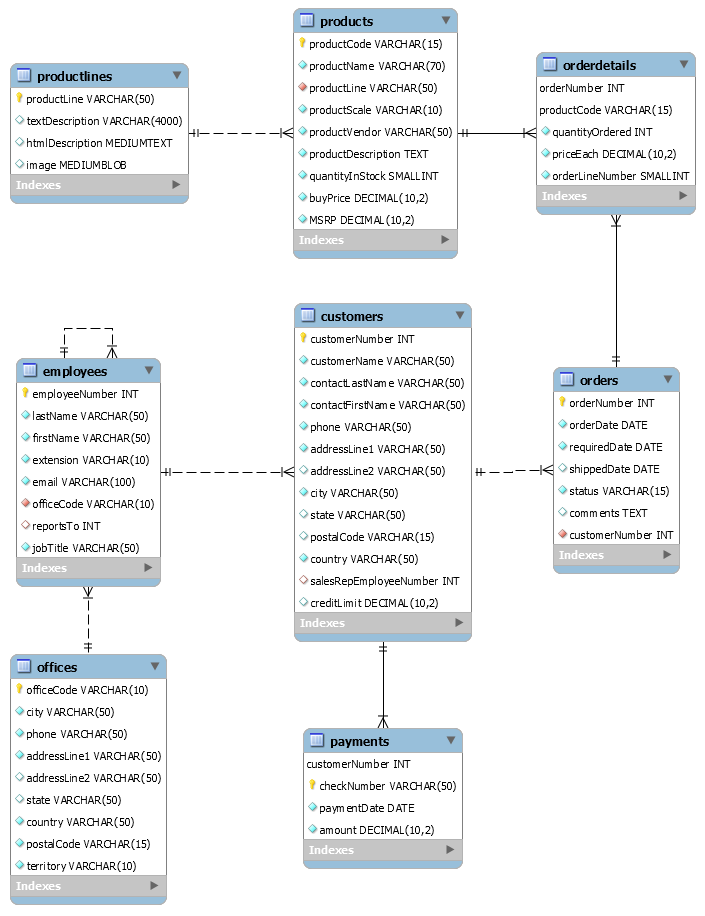 productlines
productLine VARCHAR(50)
textDescription VARCHAR(4000)
htmlDescription MEDIUMTEXT
image MEDIUMBLOB
Indexes
products
productCode VARCHAR(15)
productName VARCHAR(70)
productLine VARCHAR(50)
productScale VARCHAR(10)
productVendor VARCHAR(50)
productDescription TEXT
quantityInStock SMALLINT
buyPrice DECIMAL(10,2)
MSRP DECIMAL(10,2)
Indexes
orderdetails
orderNumber INT
productCode VARCHAR(15)
quantityOrdered INT
priceEach DECIMAL(10,2)
orderLineNumber SMALLINT
Indexes
employees
employeeNumber INT
lastName VARCHAR(50)
firstName VARCHAR(50)
extension VARCHAR(10)
email VARCHAR(100)
officeCode VARCHAR(10)
reportsTo INT
jobTitle VARCHAR(50)
Indexes
customers
customerNumber INT
customerName VARCHAR(50)
contactLastName VARCHAR(50)
contactFirstName VARCHAR(50)
phone VARCHAR(50)
addressLine1 VARCHAR(50)
addressLine2 VARCHAR(50)
city VARCHAR(50)
state VARCHAR(50)
postalCode VARCHAR(15)
country VARCHAR(50)
salesRepEmployeeNumber INT
creditLimit DECIMAL(10,2)
Indexes
orders
orderNumber INT
orderDate DATE
requiredDate DATE
shippedDate DATE
status VARCHAR(15)
comments TEXT
customerNumber INT
Indexes
offices
officeCode VARCHAR(10)
city VARCHAR(50)
phone VARCHAR(50)
addressLine1 VARCHAR(50)
addressLine2 VARCHAR(50)
state VARCHAR(50)
country VARCHAR(50)
postalCode VARCHAR(15)
territory VARCHAR(10)
Indexes
payments
customerNumber INT
checkNumber VARCHAR(50)
paymentDate DATE
amount DECIMAL(10,2)
Indexes